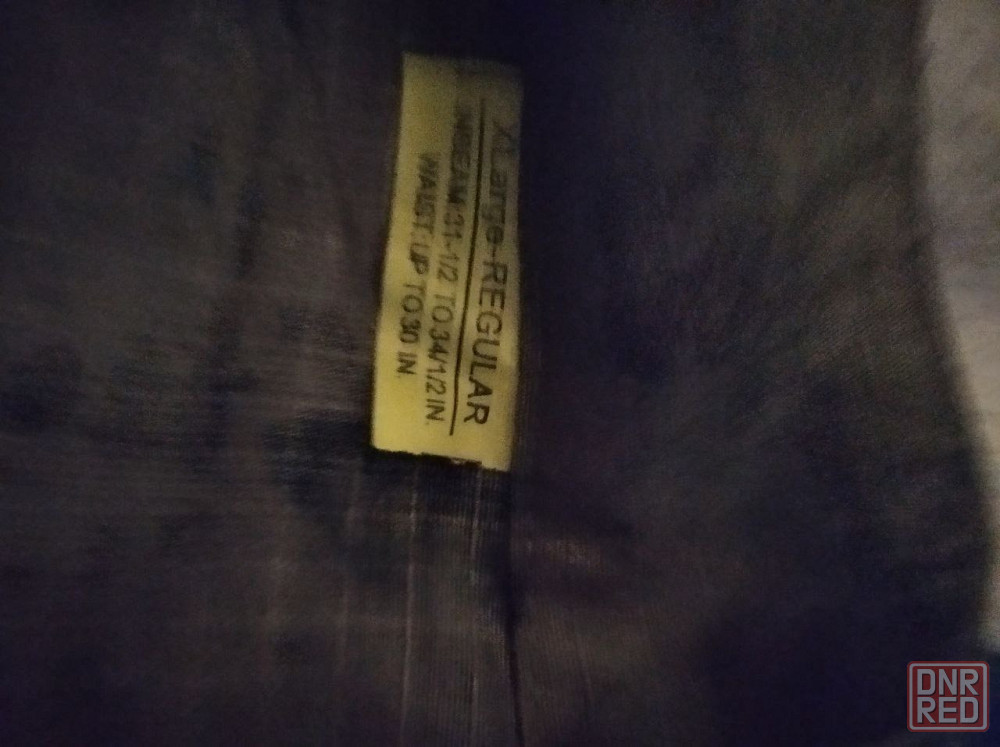 XLarge-REGULAR
INSEAM:31-1/2 TO 34/1/2 IN.
WAIST: UP TO 30 IN.
DNR
RED